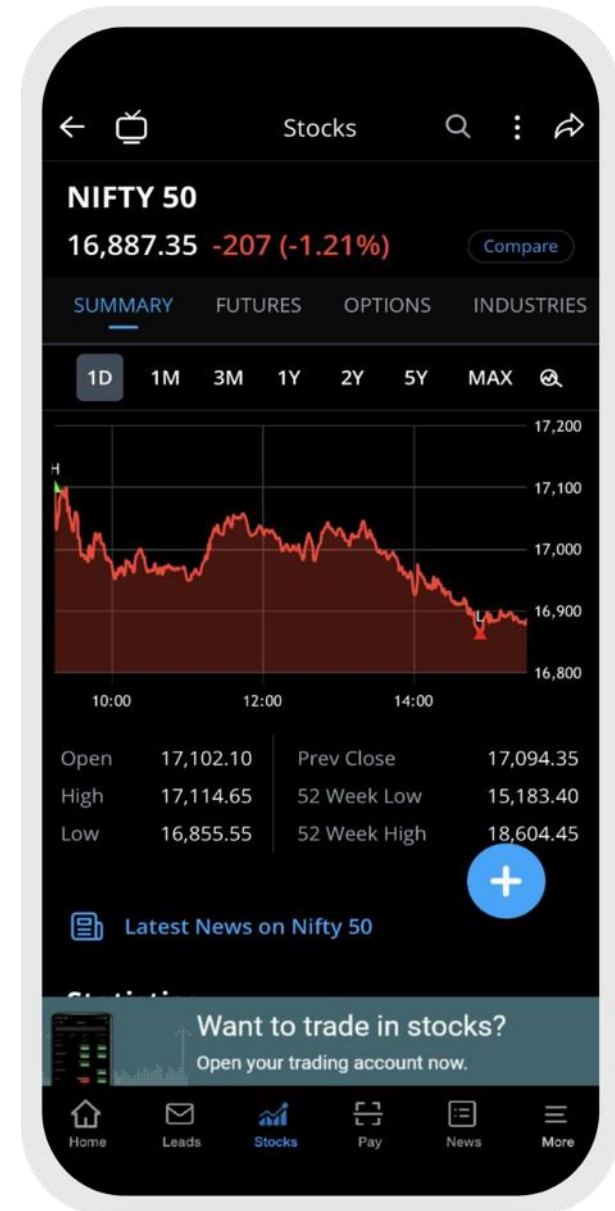 Stocks
NIFTY 50
16,887.35 -207 (-1.21%) Compare
SUMMARY FUTURES OPTIONS INDUSTRIES
1D 1M 3M 1Y 2Y 5Y MAX
17,200
H
17,100
17,000
16,900
L
16,800
10:00 12:00 14:00
Open 17,102.10 Prev Close 17,094.35
High 17,114.65 52 Week Low 15,183.40
Low 16,855.55 52 Week High 18,604.45
Latest News on Nifty 50
Want to trade in stocks?
Open your trading account now.
Home Leads Stocks Pay News More